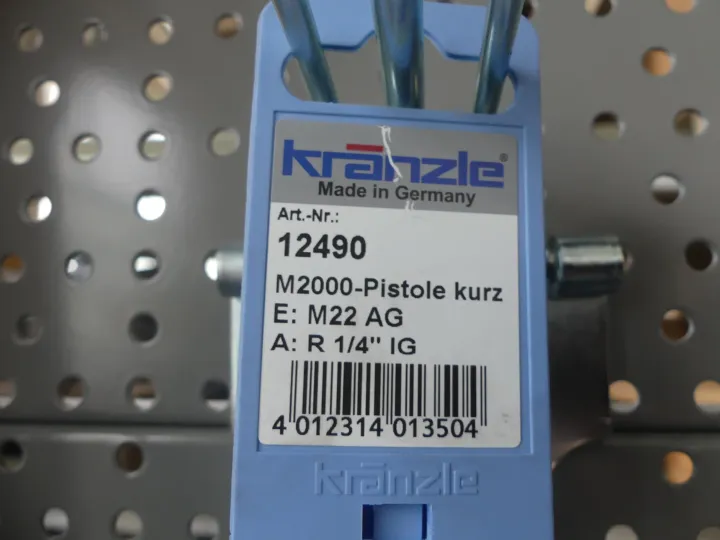 kränzle®
Made in Germany
Art.-Nr.:
12490
M2000-Pistole kurz
E: M22 AG
A: R 1/4" IG
4 012314 013504
kränzle